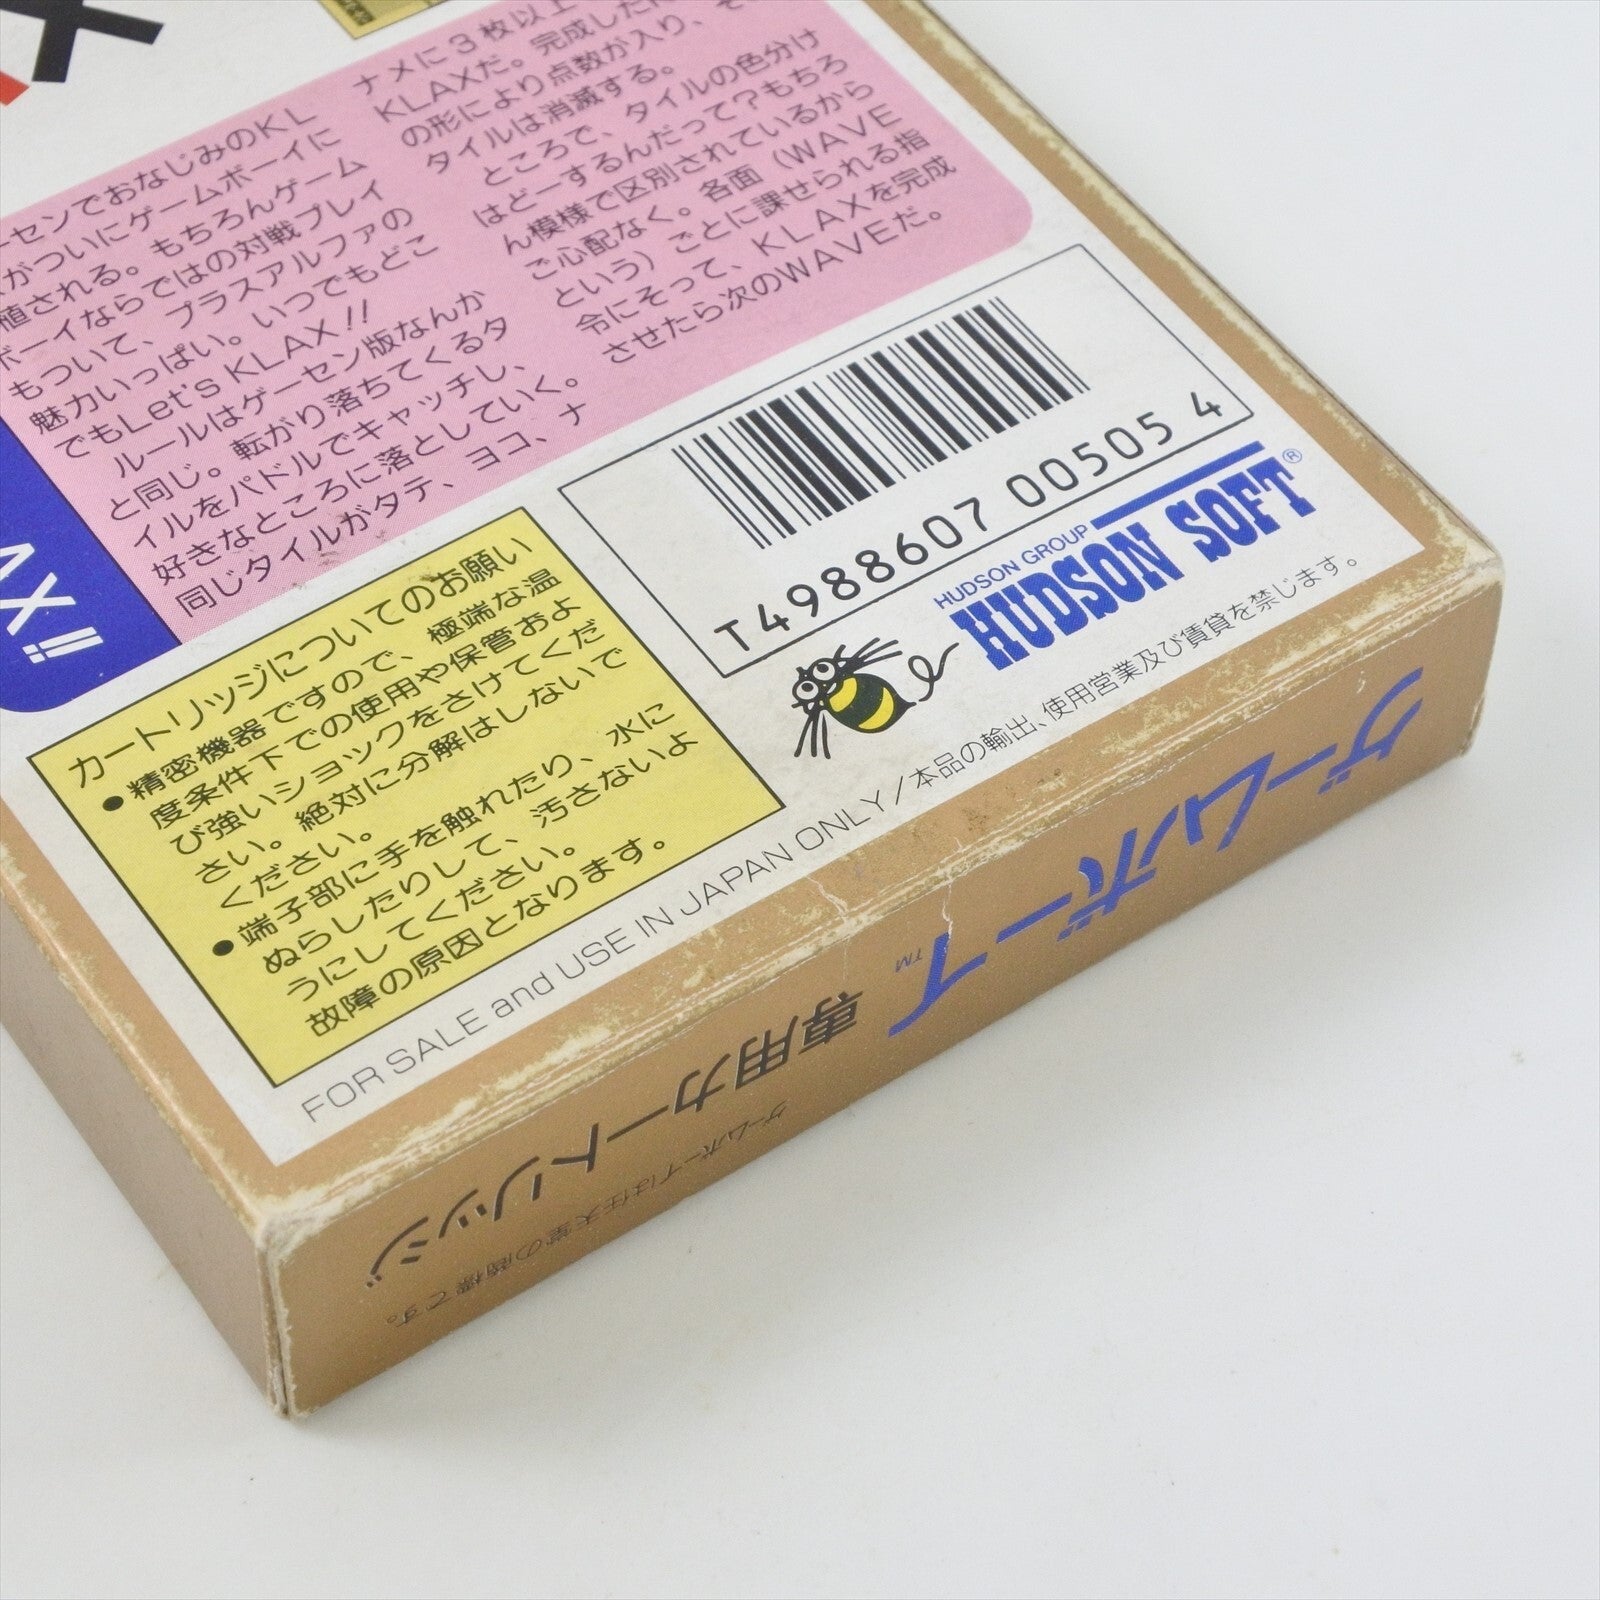 AX
AX!!
ーセンでおなじみのKL
がついにゲームボーイに
植される。もちろんゲーム
ボーイならではの対戦プレイ
もついて、プラスアルファの
魅力いっぱい。いつでもどこ
でもLet's KLAX!!
ルールはゲーセン版なんか
と同じ。転がり落ちてくるタ
イルをパドルでキャッチし、
好きなところに落としていく。
同じタイルがタテ、ヨコ、ナ
ナメに3枚以上
KLAXだ。完成した
の形により点数が入り、そ
タイルは消滅する。
ところで、タイルの色分け
はどーするんだって?もちろ
ん模様で区別されているから
ご心配なく。各面(WAVE
という)ごとに課せられる指
令にそって、KLAXを完成
させたら次のWAVEだ。
カートリッジについてのお願い
●精密機器ですので、極端な温
度条件下での使用や保管およ
び強いショックをさけてくだ
さい。絶対に分解はしないで
ください。
●端子部に手を触れたり、水に
ぬらしたりして、汚さないよ
うにしてください。
故障の原因となります。
T4988607 00505 4
HUDSON GROUP
HUDSON SOFT®
FOR SALE and USE IN JAPAN ONLY/本品の輸出、使用営業及び賃貸を禁じます。
ゲームボーイ™ 専用カートリッジ
ゲームボーイは任天堂の商標です。